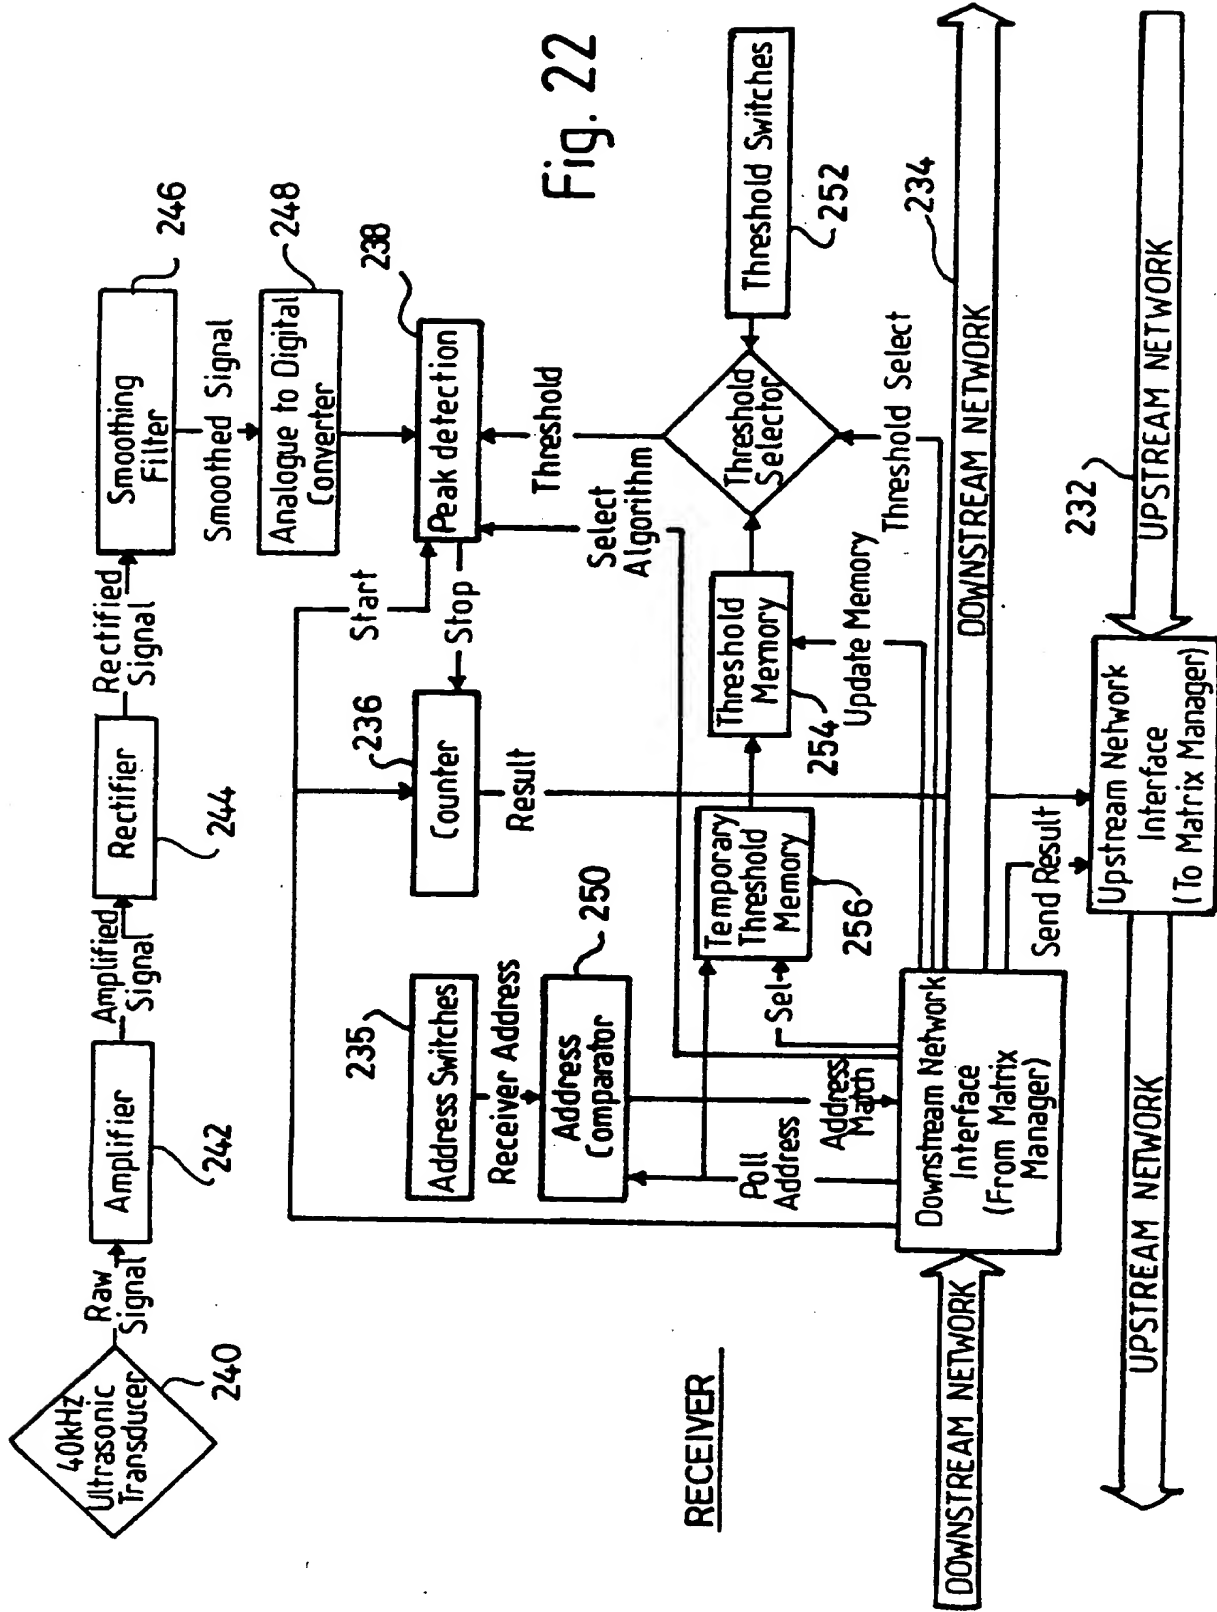 40kHz
Ultrasonic
Transducer
240
Raw
Signal
Amplifier
242
Amplified
Signal
Rectifier
244
Rectified
Signal
Smoothing
Filter
246
Smoothed Signal
Analogue to Digital
Converter
248
Start
Peak detection
238
Stop
Counter
236
Result
Select
Algorithm
Threshold
Fig. 22
Address Switches
235
Receiver Address
Address
Comparator
250
Address
Match
Poll
Address
Temporary
Threshold
Memory
256
Sel
Threshold
Memory
254
Update Memory
Threshold
Selector
Threshold Switches
252
Threshold Select
RECEIVER
DOWNSTREAM NETWORK
Downstream Network
Interface
(From Matrix
Manager)
DOWNSTREAM NETWORK
234
Send Result
UPSTREAM NETWORK
Upstream Network
Interface
(To Matrix Manager)
UPSTREAM NETWORK
232